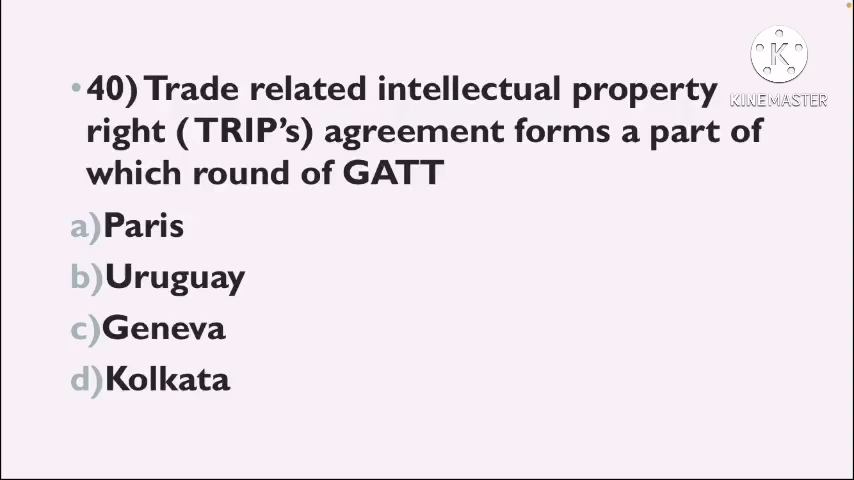 K
KINEMASTER
• 40) Trade related intellectual property
right ( TRIP’s) agreement forms a part of
which round of GATT
a)Paris
b)Uruguay
c)Geneva
d)Kolkata